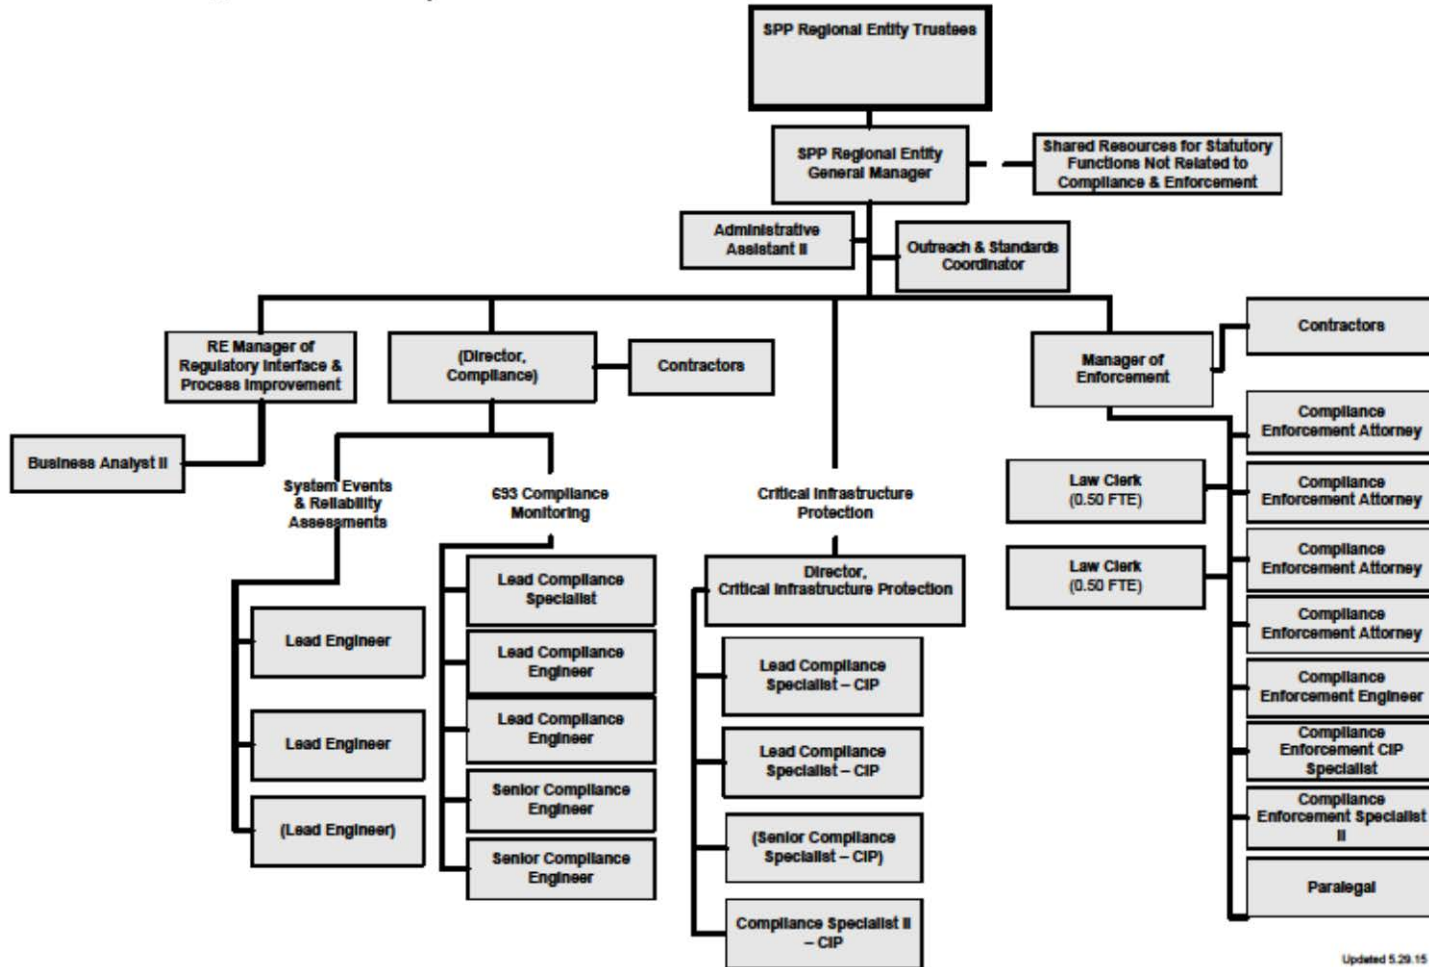 SPP Regional Entity Trustees
SPP Regional Entity
General Manager
Shared Resources for Statutory
Functions Not Related to
Compliance & Enforcement
Administrative
Assistant II
Outreach & Standards
Coordinator
RE Manager of
Regulatory Interface &
Process Improvement
(Director,
Compliance)
Contractors
Manager of
Enforcement
Contractors
Business Analyst II
System Events
& Reliability
Assessments
693 Compliance
Monitoring
Critical Infrastructure
Protection
Lead Engineer
Lead Engineer
(Lead Engineer)
Lead Compliance
Specialist
Lead Compliance
Engineer
Lead Compliance
Engineer
Senior Compliance
Engineer
Senior Compliance
Engineer
Director,
Critical Infrastructure Protection
Lead Compliance
Specialist – CIP
Lead Compliance
Specialist – CIP
(Senior Compliance
Specialist – CIP)
Compliance Specialist II
– CIP
Law Clerk
(0.50 FTE)
Law Clerk
(0.50 FTE)
Compliance
Enforcement Attorney
Compliance
Enforcement Attorney
Compliance
Enforcement Attorney
Compliance
Enforcement Attorney
Compliance
Enforcement Engineer
Compliance
Enforcement CIP
Specialist
Compliance
Enforcement Specialist
II
Paralegal
Updated 5.29.15